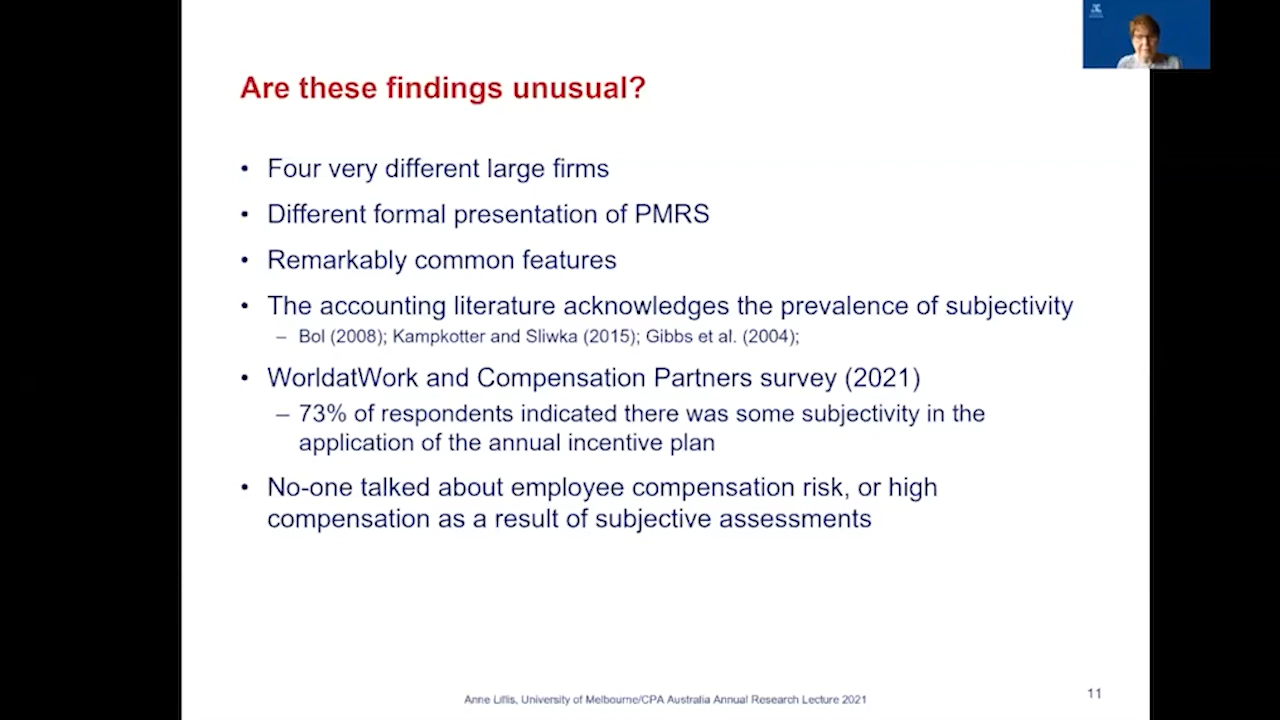 Are these findings unusual?
• Four very different large firms
• Different formal presentation of PMRS
• Remarkably common features
• The accounting literature acknowledges the prevalence of subjectivity
– Bol (2008); Kampkotter and Sliwka (2015); Gibbs et al. (2004);
• WorldatWork and Compensation Partners survey (2021)
– 73% of respondents indicated there was some subjectivity in the
application of the annual incentive plan
• No-one talked about employee compensation risk, or high
compensation as a result of subjective assessments
Anne Lillis, University of Melbourne/CPA Australia Annual Research Lecture 2021
11